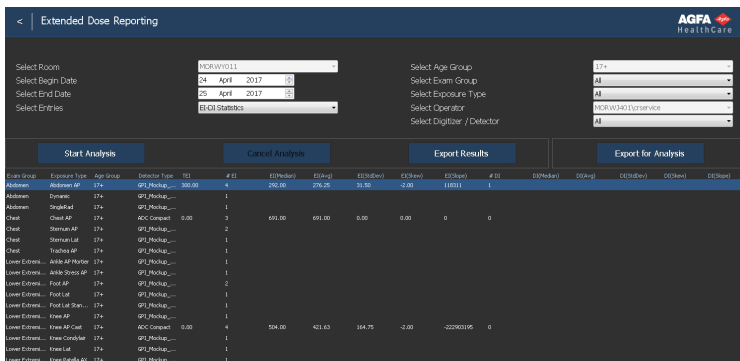 < Extended Dose Reporting
AGFA
HealthCare
Select Room MORWY011
Select Begin Date 24 April 2017
Select End Date 25 April 2017
Select Entries EI-DI Statistics
Select Age Group 17+
Select Exam Group All
Select Exposure Type All
Select Operator MORWJ401\crservice
Select Digitizer / Detector All
Start Analysis Cancel Analysis Export Results Export for Analysis
Exam Group Exposure Type Age Group Detector Type TEI # EI EI(Median) EI(Avg) EI(StdDev) EI(Skew) EI(Slope) # DI DI(Median) DI(Avg) DI(StdDev) DI(Skew) DI(Slope)
Abdomen Abdomen AP 17+ GPI_Mockup_... 300.00 4 292.00 276.25 31.50 -2.00 118311 1
Abdomen Dynamic 17+ GPI_Mockup_... 1
Abdomen SingleRad 17+ GPI_Mockup_... 1
Chest Chest AP 17+ ADC Compact 0.00 3 691.00 691.00 0.00 0.00 0 0
Chest Sternum AP 17+ GPI_Mockup_... 2
Chest Sternum Lat 17+ GPI_Mockup_... 1
Chest Trachea AP 17+ GPI_Mockup_... 1
Lower Extremi... Ankle AP Mortier 17+ GPI_Mockup_... 1
Lower Extremi... Ankle Stress AP 17+ GPI_Mockup_... 1
Lower Extremi... Foot AP 17+ GPI_Mockup_... 2
Lower Extremi... Foot Lat 17+ GPI_Mockup_... 1
Lower Extremi... Foot Lat Stan... 17+ GPI_Mockup_... 1
Lower Extremi... Knee AP 17+ GPI_Mockup_... 1
Lower Extremi... Knee AP Cast 17+ ADC Compact 0.00 4 504.00 421.63 164.75 -2.00 -222903195 0
Lower Extremi... Knee Condyler 17+ GPI_Mockup_... 1
Lower Extremi... Knee Lat 17+ GPI_Mockup_... 1
Lower Extremi... Knee Patella AX 17+ GPI_Mockup_... 1